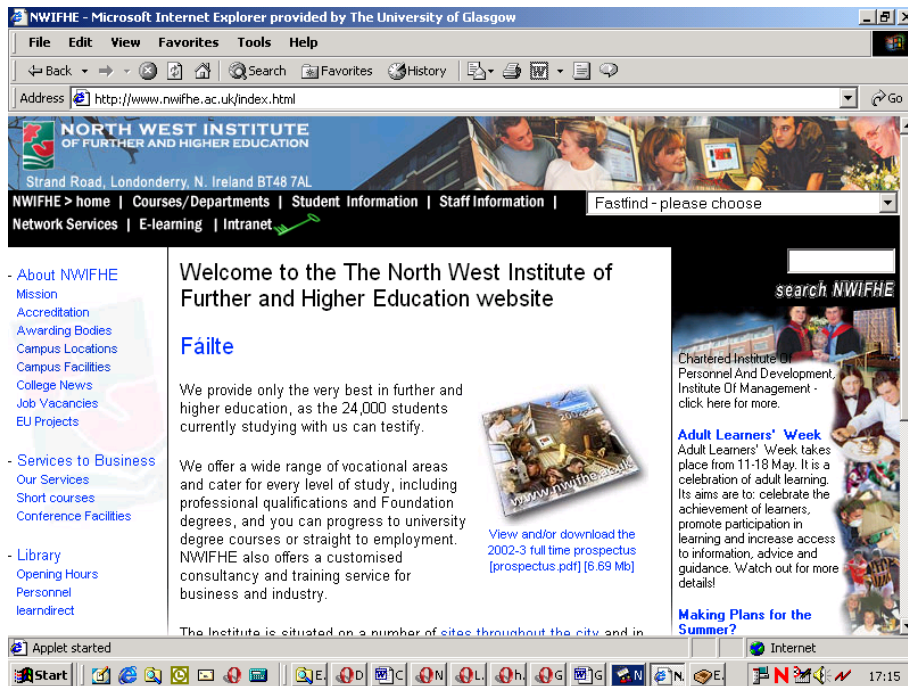 NWIFHE - Microsoft Internet Explorer provided by The University of Glasgow
File Edit View Favorites Tools Help
Back Search Favorites History
Address http://www.nwifhe.ac.uk/index.html Go
NORTH WEST INSTITUTE
OF FURTHER AND HIGHER EDUCATION
Strand Road, Londonderry, N. Ireland BT48 7AL
NWIFHE > home | Courses/Departments | Student Information | Staff Information |
Network Services | E-learning | Intranet
Fastfind - please choose
- About NWIFHE
Mission
Accreditation
Awarding Bodies
Campus Locations
Campus Facilities
College News
Job Vacancies
EU Projects
- Services to Business
Our Services
Short courses
Conference Facilities
- Library
Opening Hours
Personnel
learndirect
Welcome to the The North West Institute of
Further and Higher Education website
Fáilte
We provide only the very best in further and
higher education, as the 24,000 students
currently studying with us can testify.
We offer a wide range of vocational areas
and cater for every level of study, including
professional qualifications and Foundation
degrees, and you can progress to university
degree courses or straight to employment.
NWIFHE also offers a customised
consultancy and training service for
business and industry.
The Institute is situated on a number of sites throughout the city and in
www.nwifhe.ac.uk
View and/or download the
2002-3 full time prospectus
[prospectus.pdf] [6.69 Mb]
search NWIFHE
Chartered Institute Of
Personnel And Development,
Institute Of Management -
click here for more.
Adult Learners' Week
Adult Learners' Week takes
place from 11-18 May. It is a
celebration of adult learning.
Its aims are to: celebrate the
achievement of learners,
promote participation in
learning and increase access
to information, advice and
guidance. Watch out for more
details!
Making Plans for the
Summer?
Applet started
Internet
Start E. D C N L. h. G G N N. E. 17:15